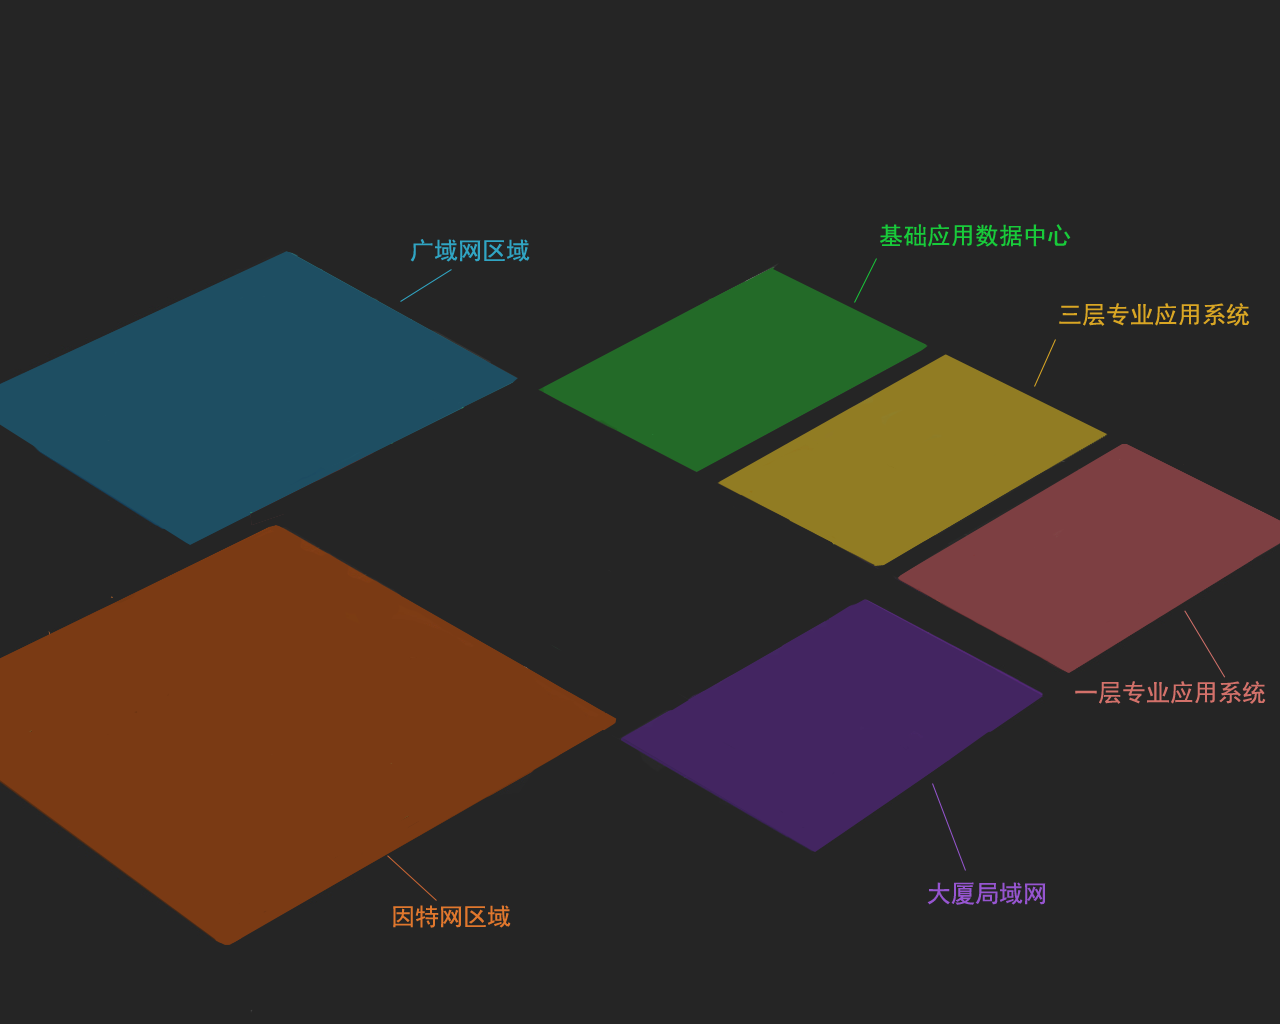 基础应用数据中心
广域网区域
三层专业应用系统
一层专业应用系统
大厦局域网
因特网区域